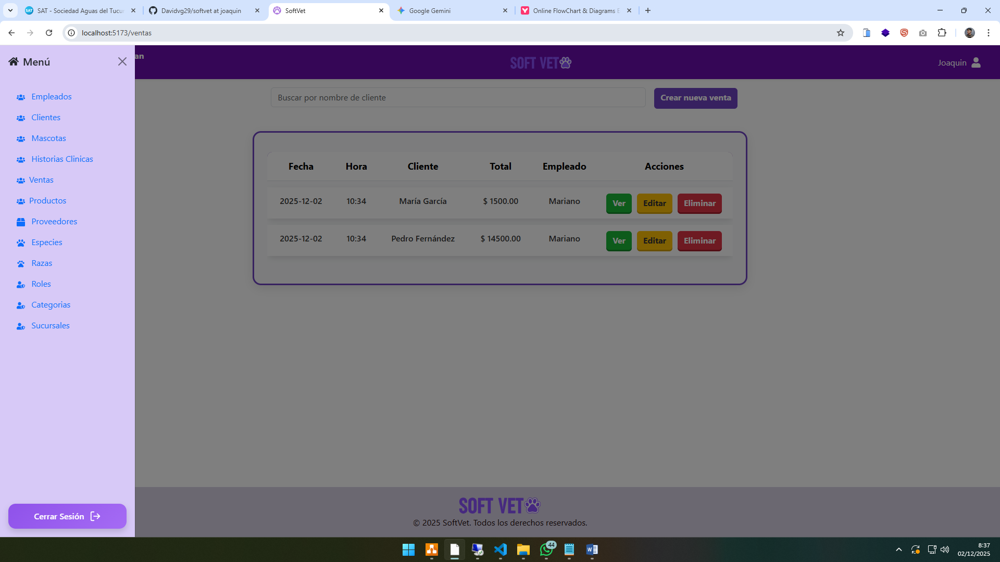 SAT - Sociedad Aguas del Tucu
Davidvg29/softvet at joaquin
SoftVet
Google Gemini
Online FlowChart & Diagrams E
localhost:5173/ventas
Menú
an
SOFT VET
Joaquin
Empleados
Clientes
Mascotas
Historias Clinicas
Ventas
Productos
Proveedores
Especies
Razas
Roles
Categorias
Sucursales
Cerrar Sesión
Buscar por nombre de cliente
Crear nueva venta
Fecha Hora Cliente Total Empleado Acciones
2025-12-02 10:34 María García $ 1500.00 Mariano Ver Editar Eliminar
2025-12-02 10:34 Pedro Fernández $ 14500.00 Mariano Ver Editar Eliminar
SOFT VET
© 2025 SoftVet. Todos los derechos reservados.
44
8:37
02/12/2025